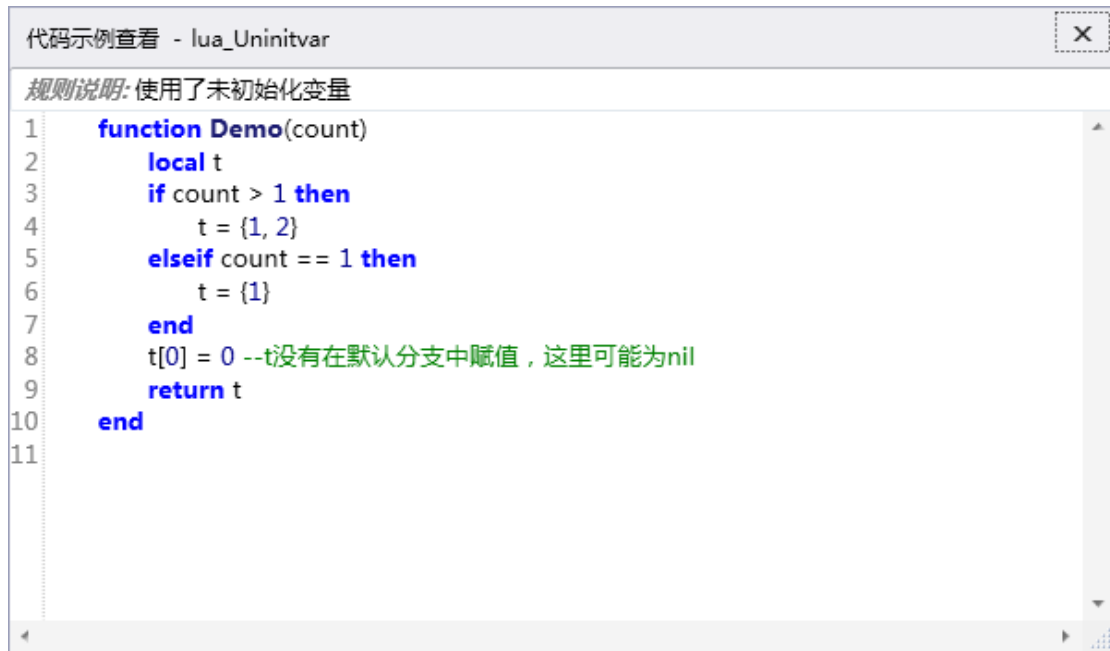 代码示例查看 - lua_Uninitvar
规则说明: 使用了未初始化变量
1 function Demo(count)
2 local t
3 if count > 1 then
4 t = {1, 2}
5 elseif count == 1 then
6 t = {1}
7 end
8 t[0] = 0 --t没有在默认分支中赋值，这里可能为nil
9 return t
10 end
11